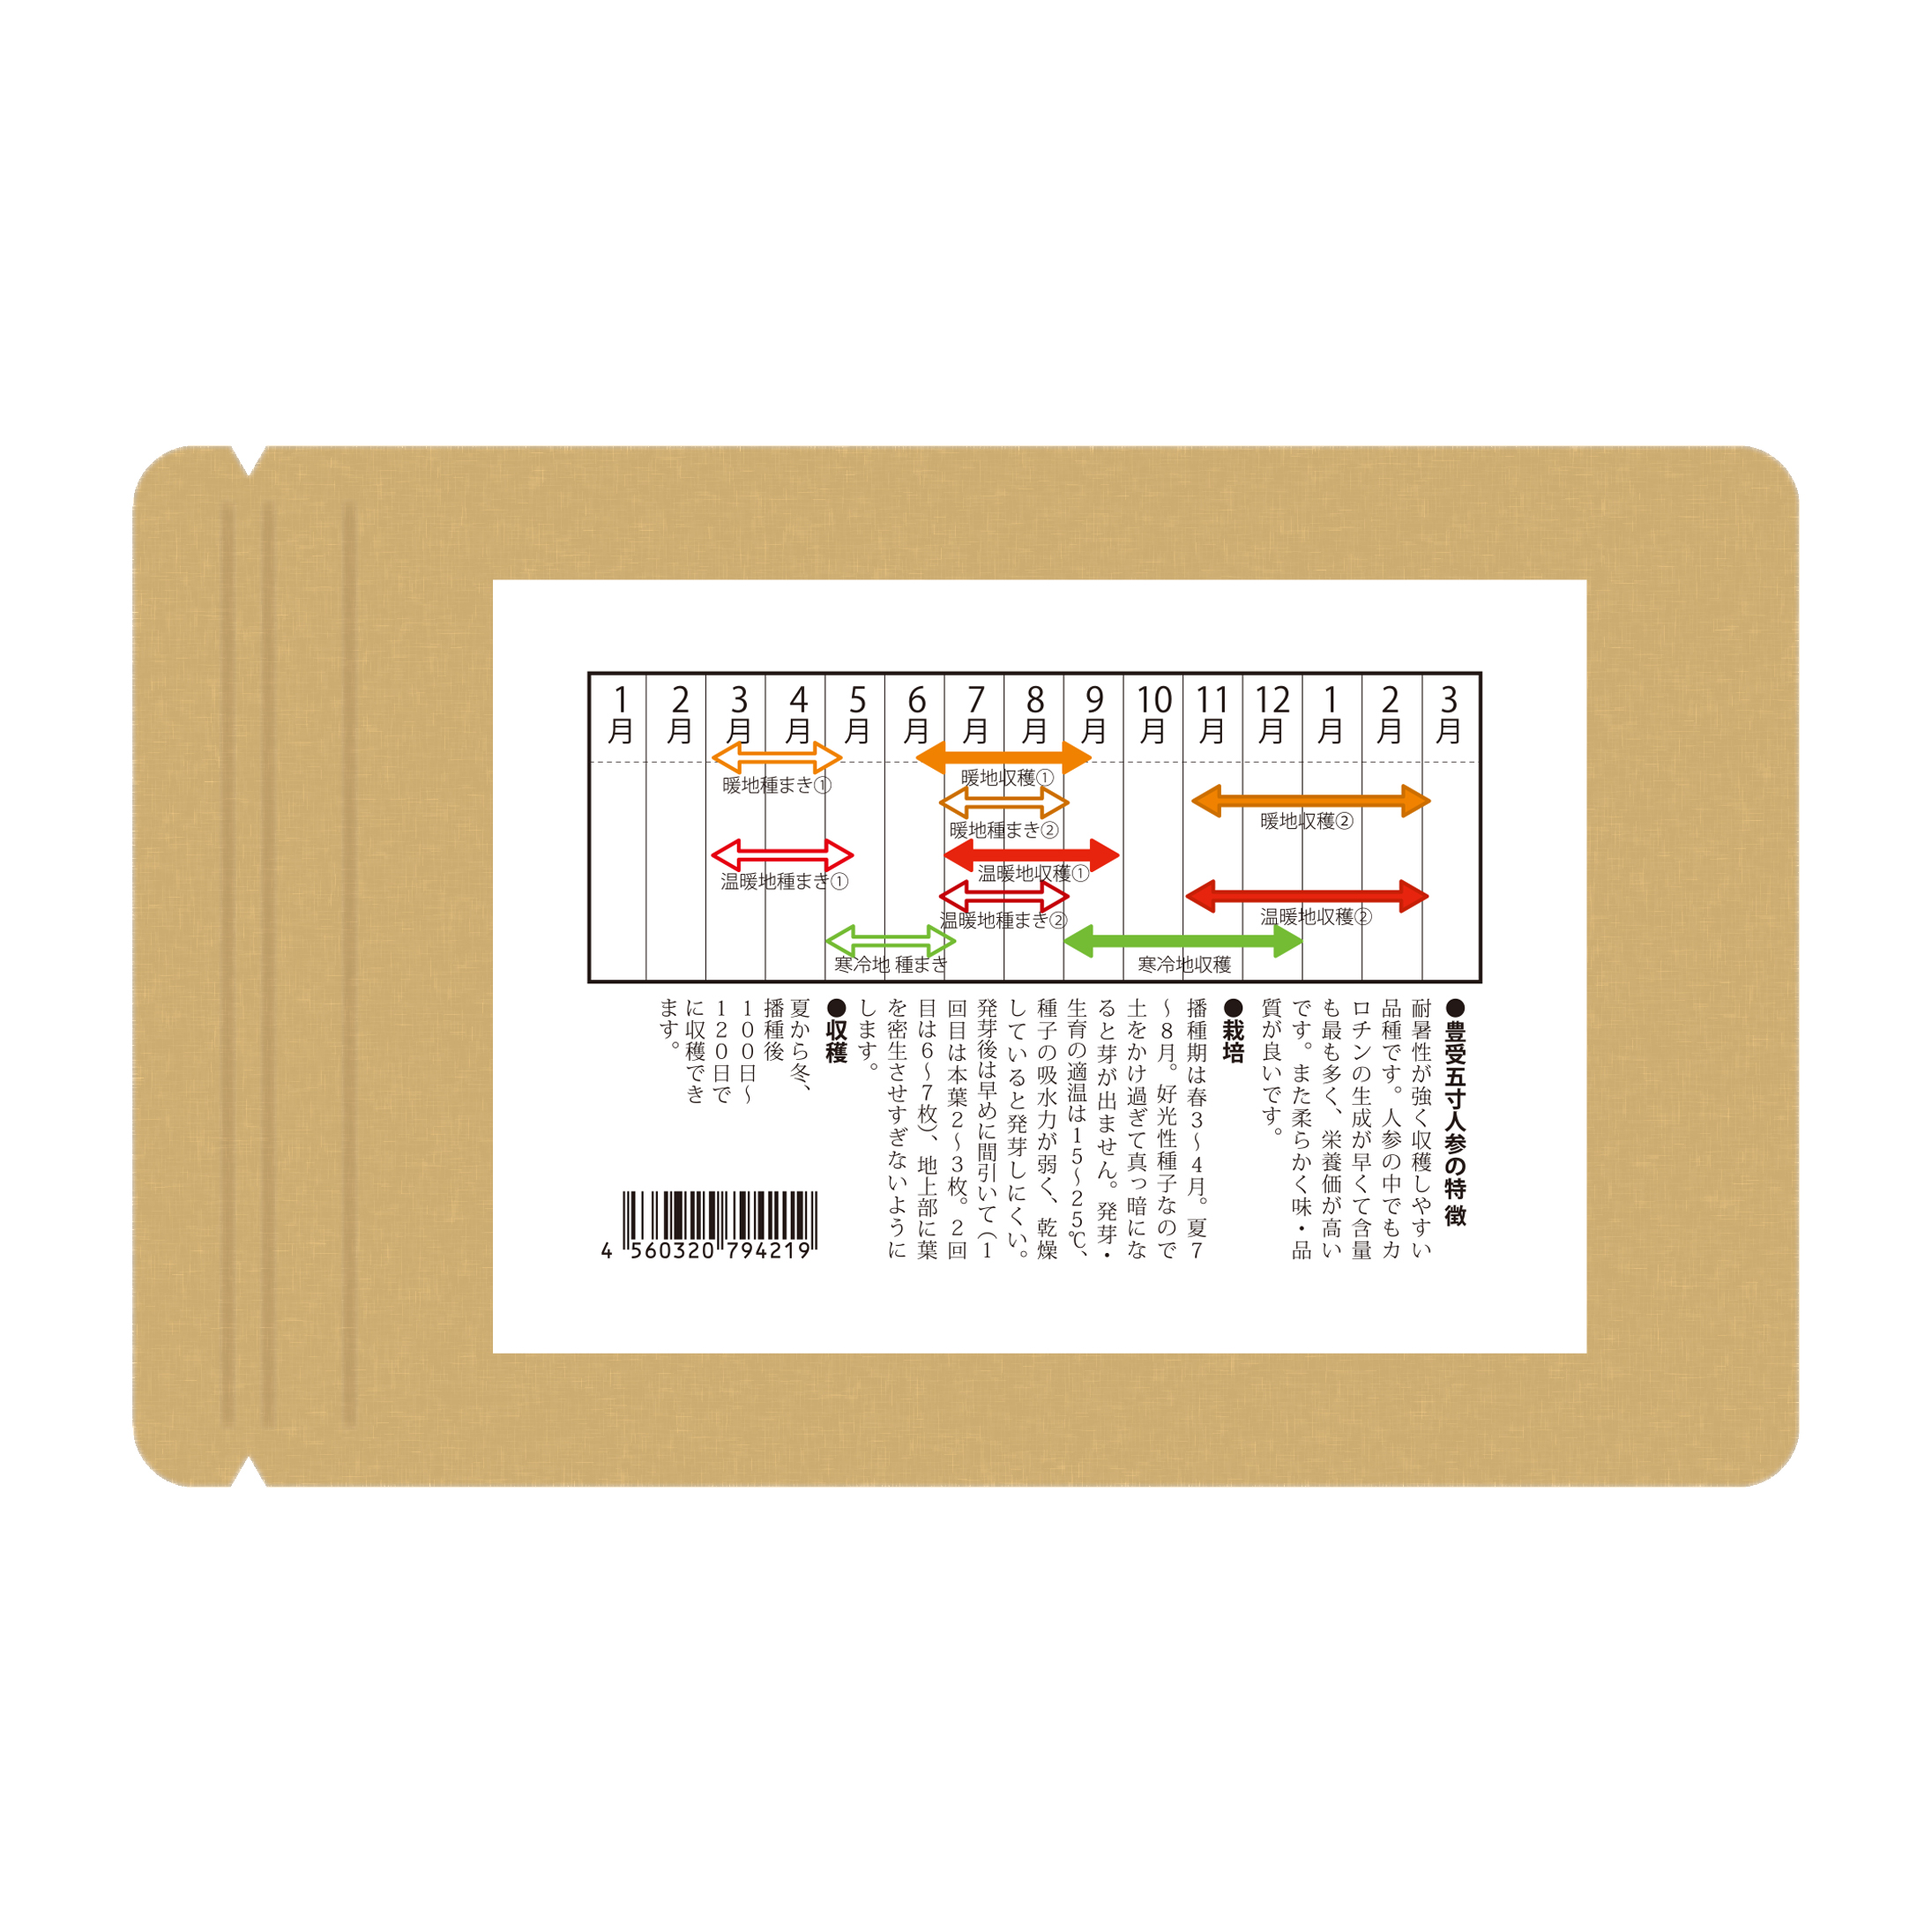 1月 2月 3月 4月 5月 6月 7月 8月 9月 10月 11月 12月 1月 2月 3月
暖地種まき①
暖地収穫①
暖地種まき②
暖地収穫②
温暖地種まき①
温暖地収穫①
温暖地種まき②
温暖地収穫②
寒冷地 種まき
寒冷地収穫
●豊受五寸人参の特 徴
耐暑性が強く収穫しやすい
品種です。人参の中でもカ
ロチンの生成が早くて含量
も最も多く、栄養価が高い
です。また柔らかく味・品
質が良いです。
●栽培
播種期は春3～4月。夏7
～8月。好光性種子なので
土をかけ過ぎて真っ暗にな
ると芽が出ません。発芽・
生育の適温は15～25℃、
種子の吸水力が弱く、乾燥
していると発芽しにくい。
発芽後は早めに間引いて（1
回目は本葉2～3枚。2回
目は6～7枚）、地上部に葉
を密生させすぎないように
します。
●収穫
夏から冬、
播種後
100日～
120日で
に収穫でき
ます。
4 560320 794219